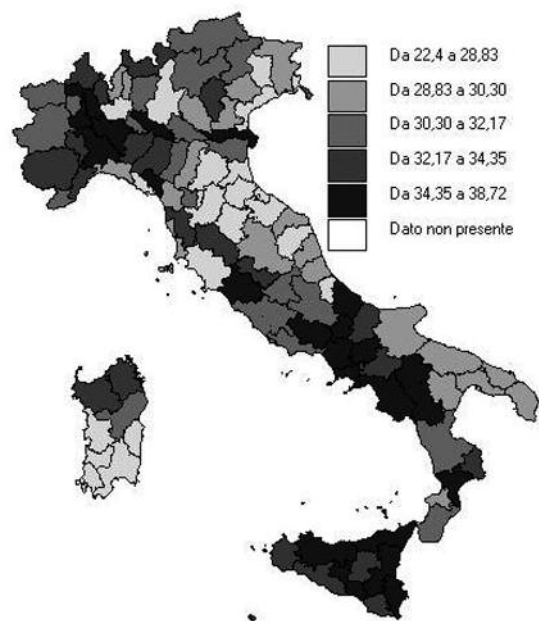 Da 22,4 a 28,83
Da 28,83 a 30,30
Da 30,30 a 32,17
Da 32,17 a 34,35
Da 34,35 a 38,72
Dato non presente